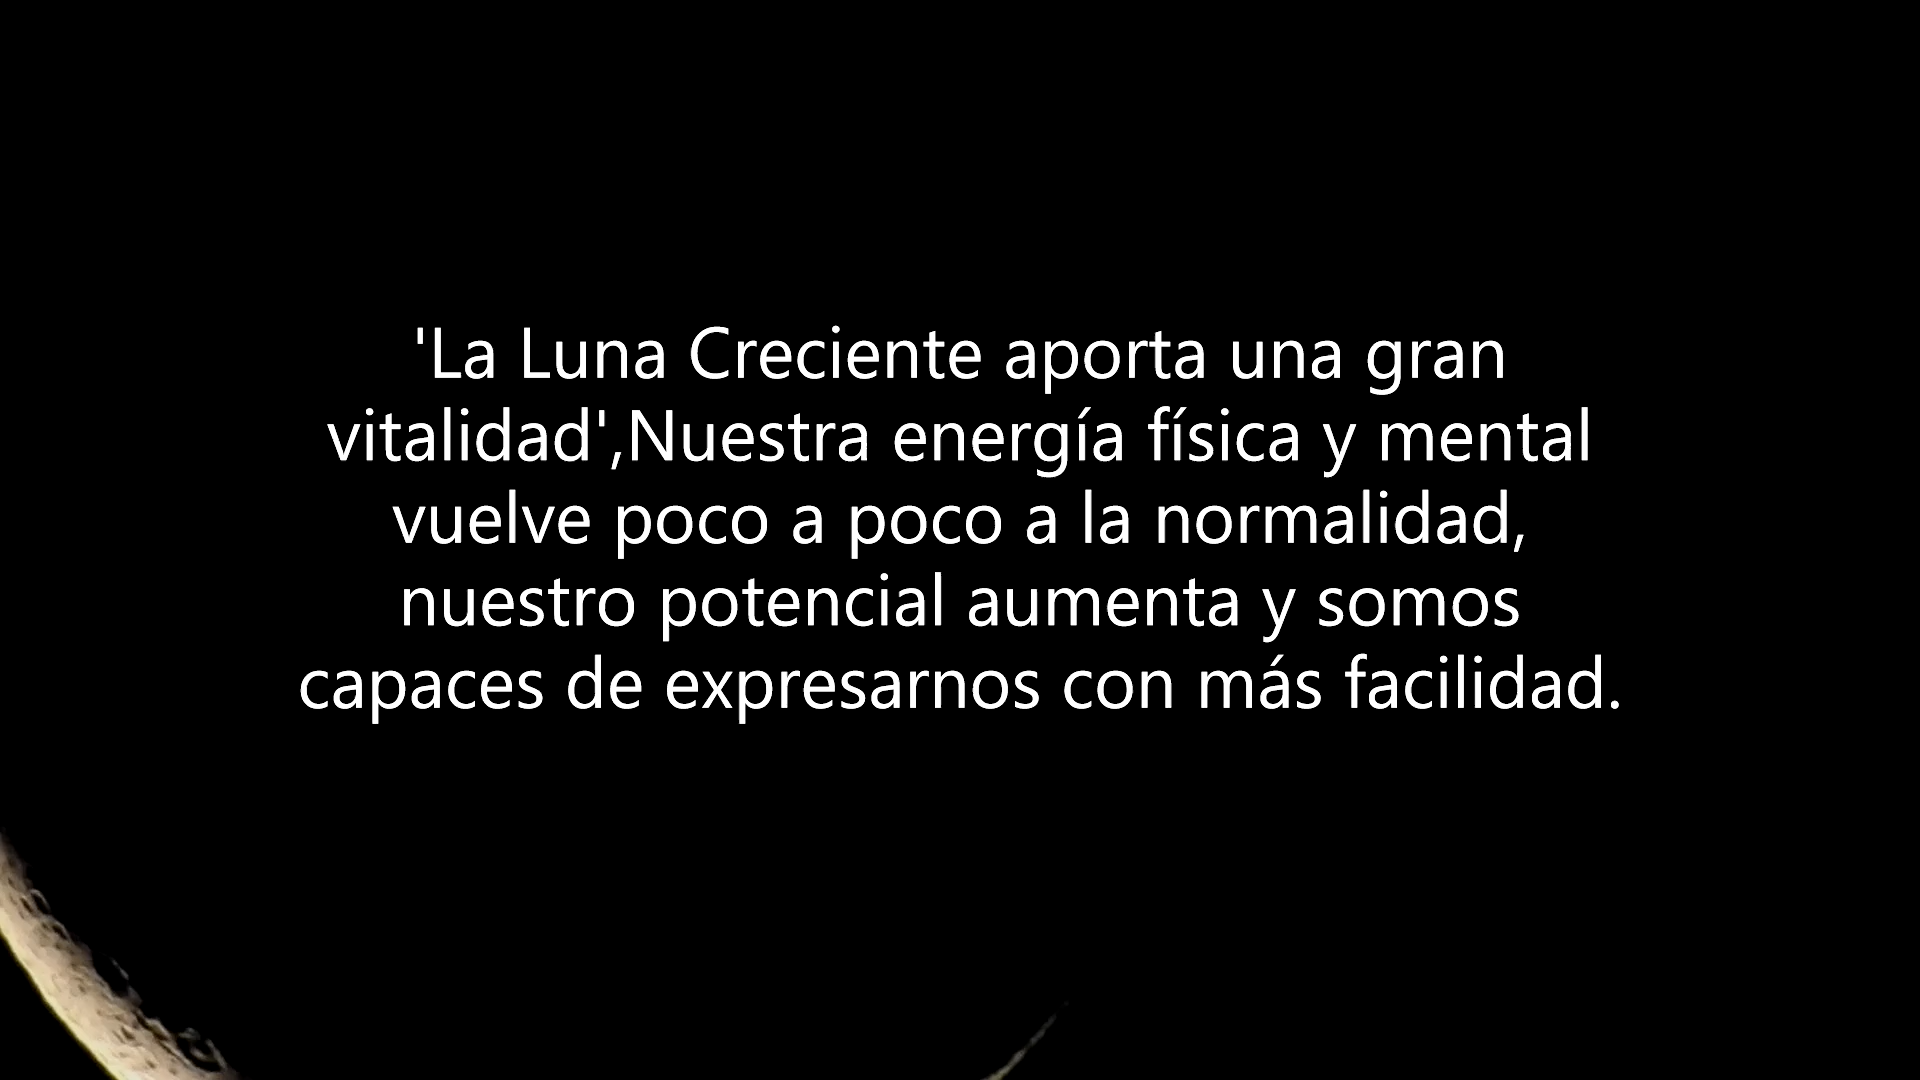 'La Luna Creciente aporta una gran
vitalidad',Nuestra energía física y mental
vuelve poco a poco a la normalidad,
nuestro potencial aumenta y somos
capaces de expresarnos con más facilidad.